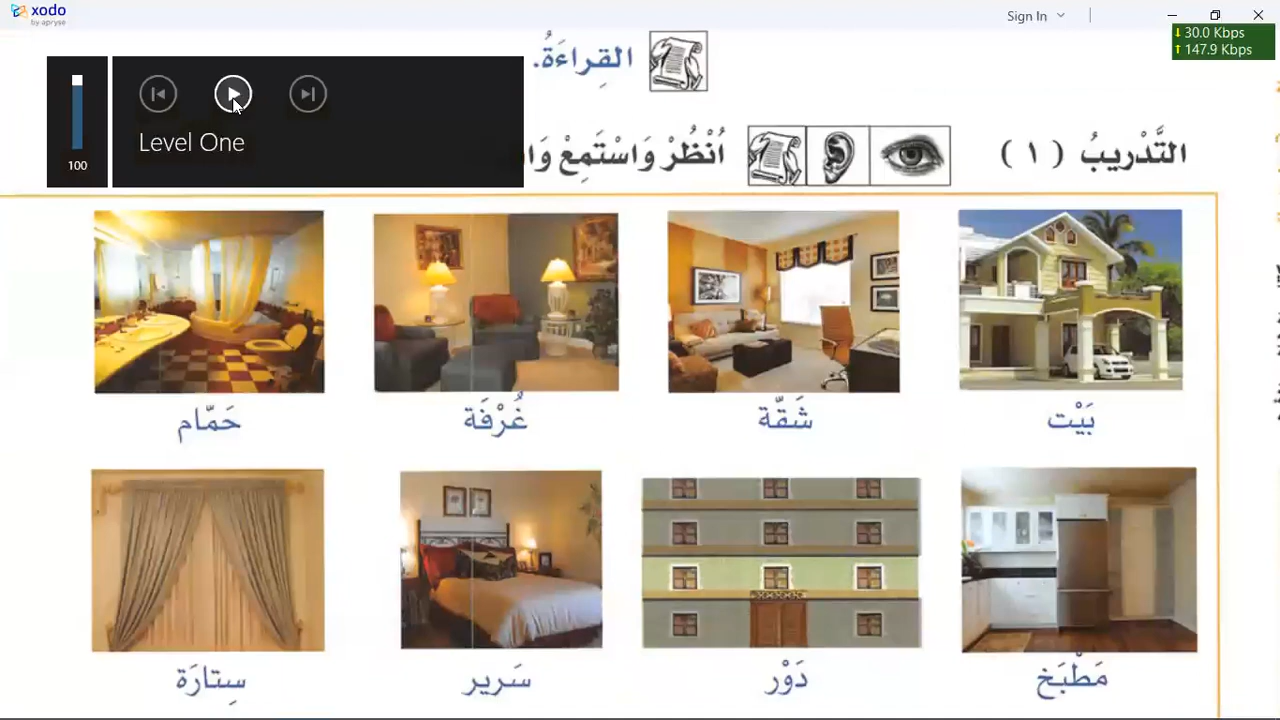 xodo
by apryse
Sign In
↓ 30.0 Kbps
↑ 147.9 Kbps
القِراءَةُ.
100
Level One
التَّدْرِيبُ ( ١ ) اُنْظُرْ وَاسْتَمِعْ
بَيْت شَقّة غُرْفَة حَمّام
مَطْبَخ دَوْر سَرير سِتارَة